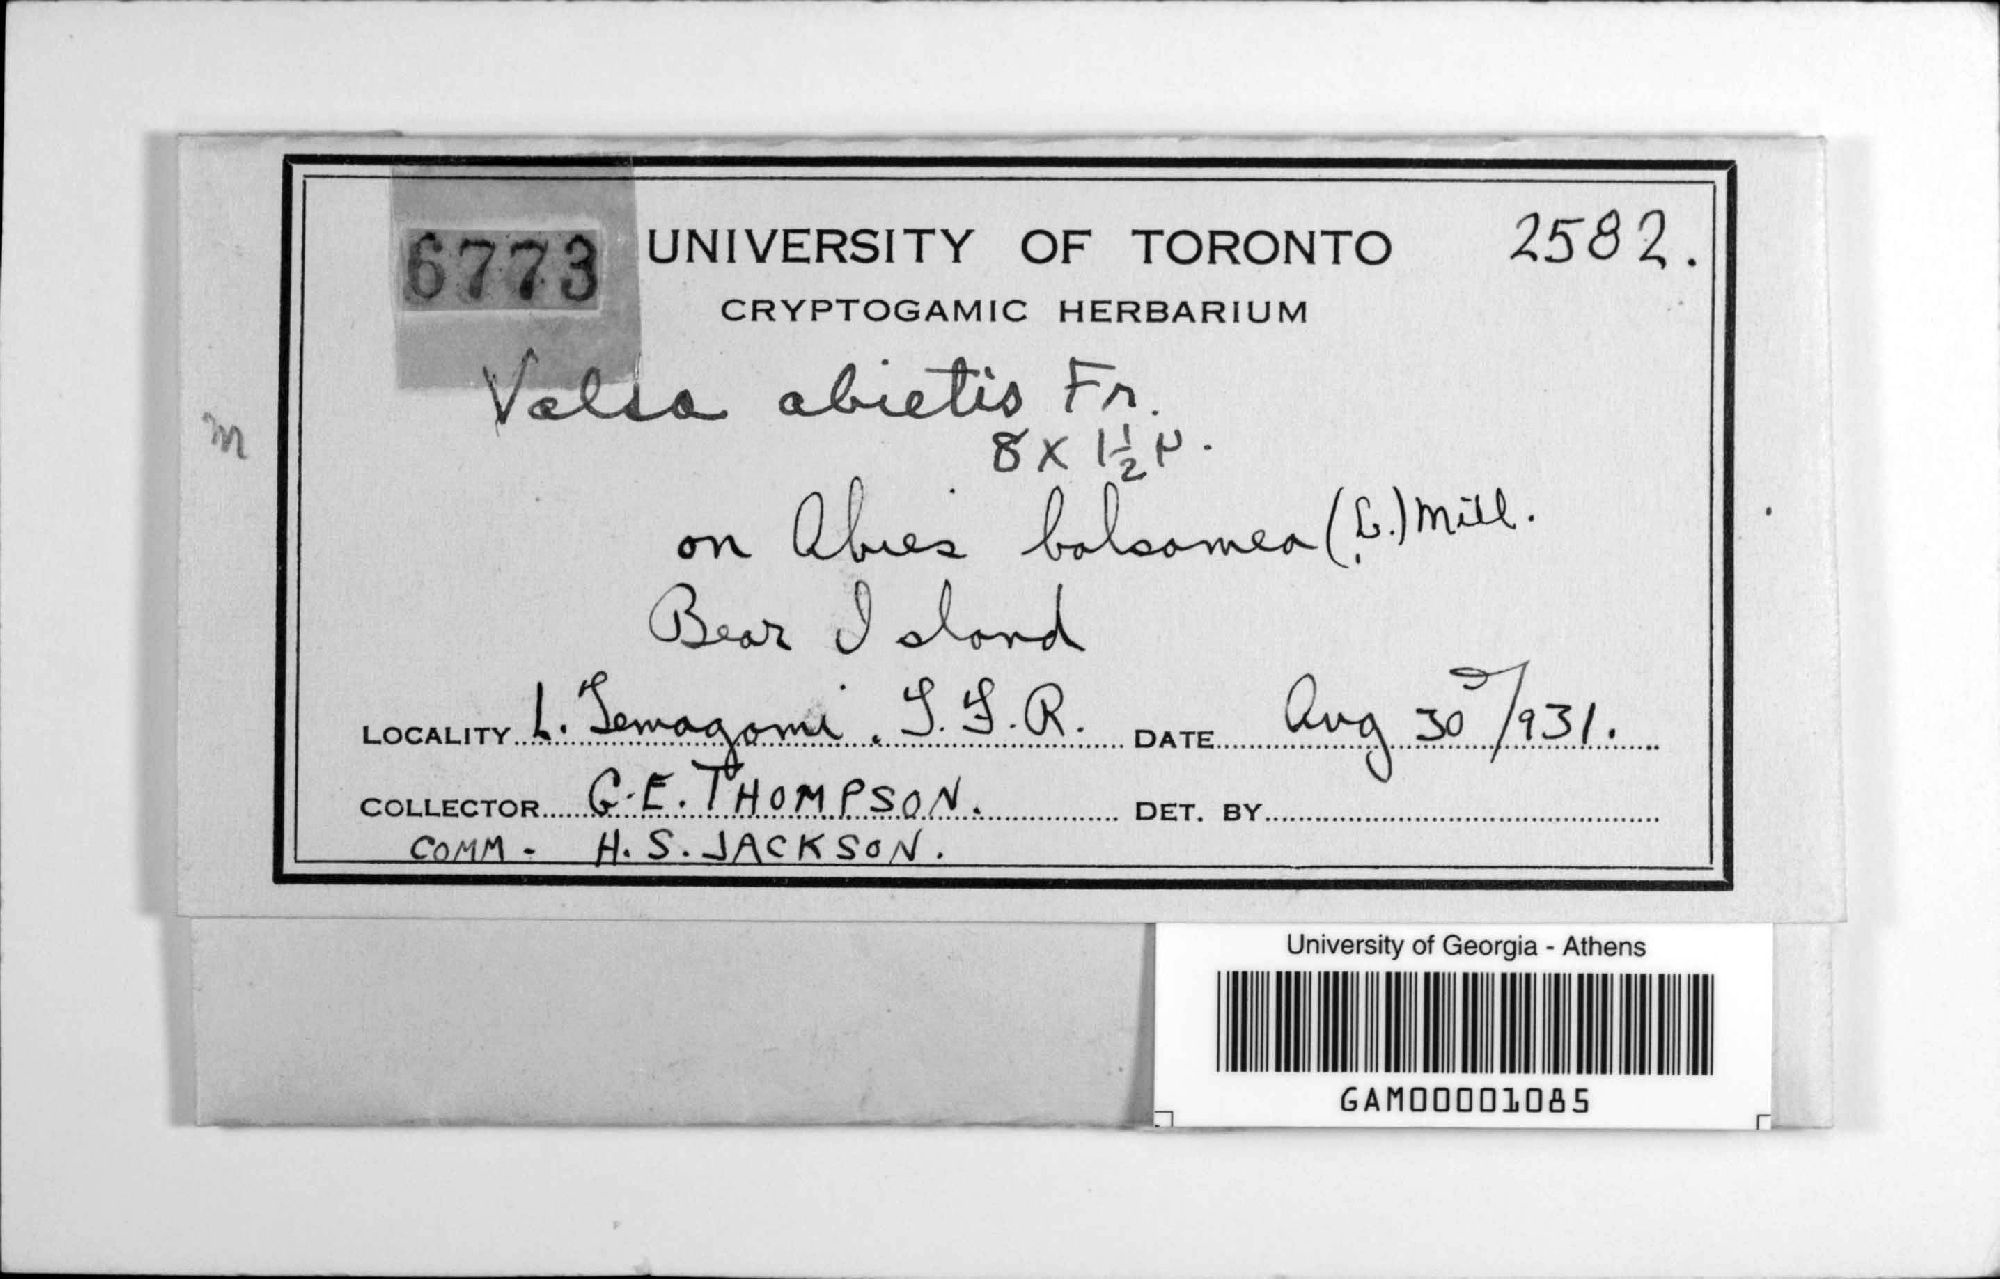 6773
UNIVERSITY OF TORONTO
2582.
CRYPTOGAMIC HERBARIUM
Valsa abietis Fr.
8 x 1½ µ.
m
on Abies balsamea (L.) Mill.
Bear Island
LOCALITY L. Temagami, T.F.R. DATE Aug 30/1931.
COLLECTOR G.E. THOMPSON. DET. BY
COMM - H. S. JACKSON.
University of Georgia - Athens
GAM00001085